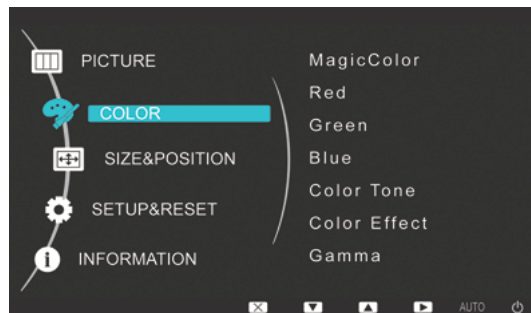 PICTURE
COLOR
SIZE&POSITION
SETUP&RESET
INFORMATION
MagicColor
Red
Green
Blue
Color Tone
Color Effect
Gamma
AUTO